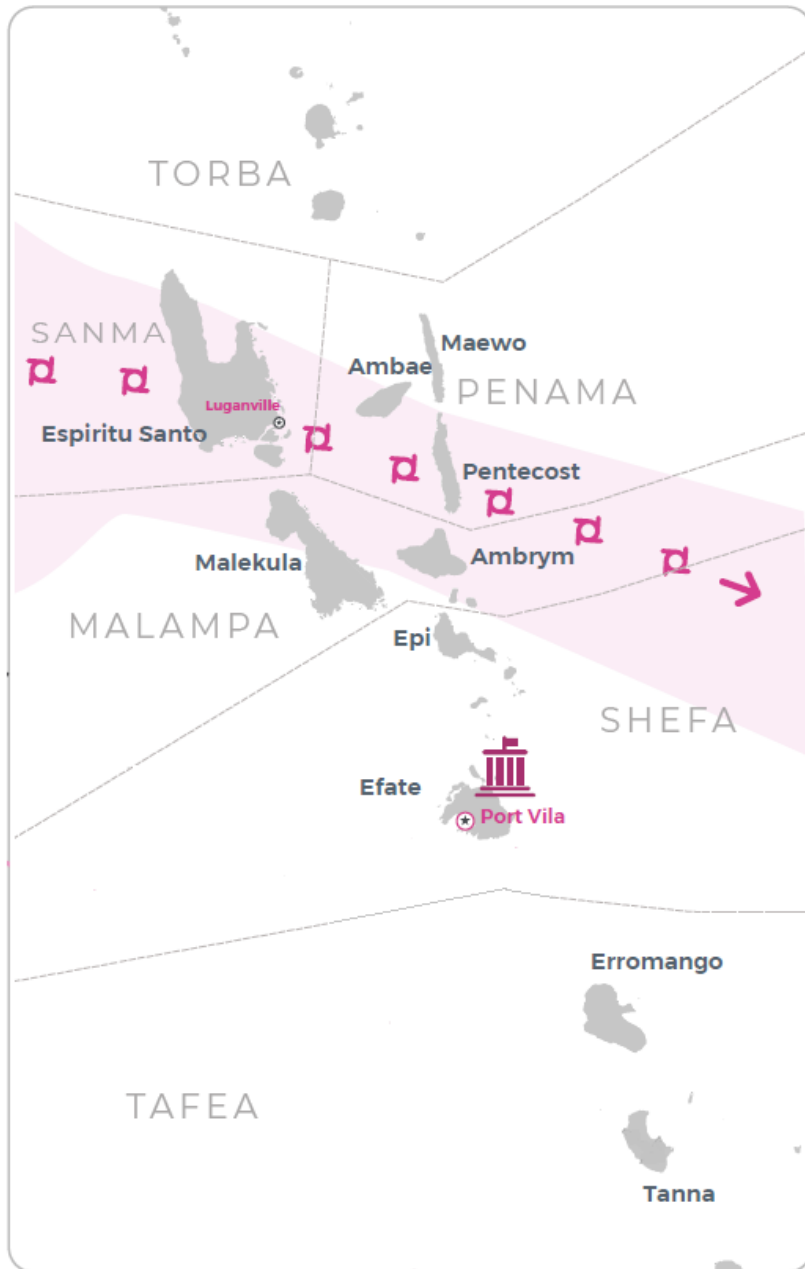 TORBA
SANMA
Maewo
Ambae
PENAMA
Luganville
Espiritu Santo
Pentecost
Malekula
Ambrym
MALAMPA
Epi
SHEFA
Efate
Port Vila
Erromango
TAFEA
Tanna